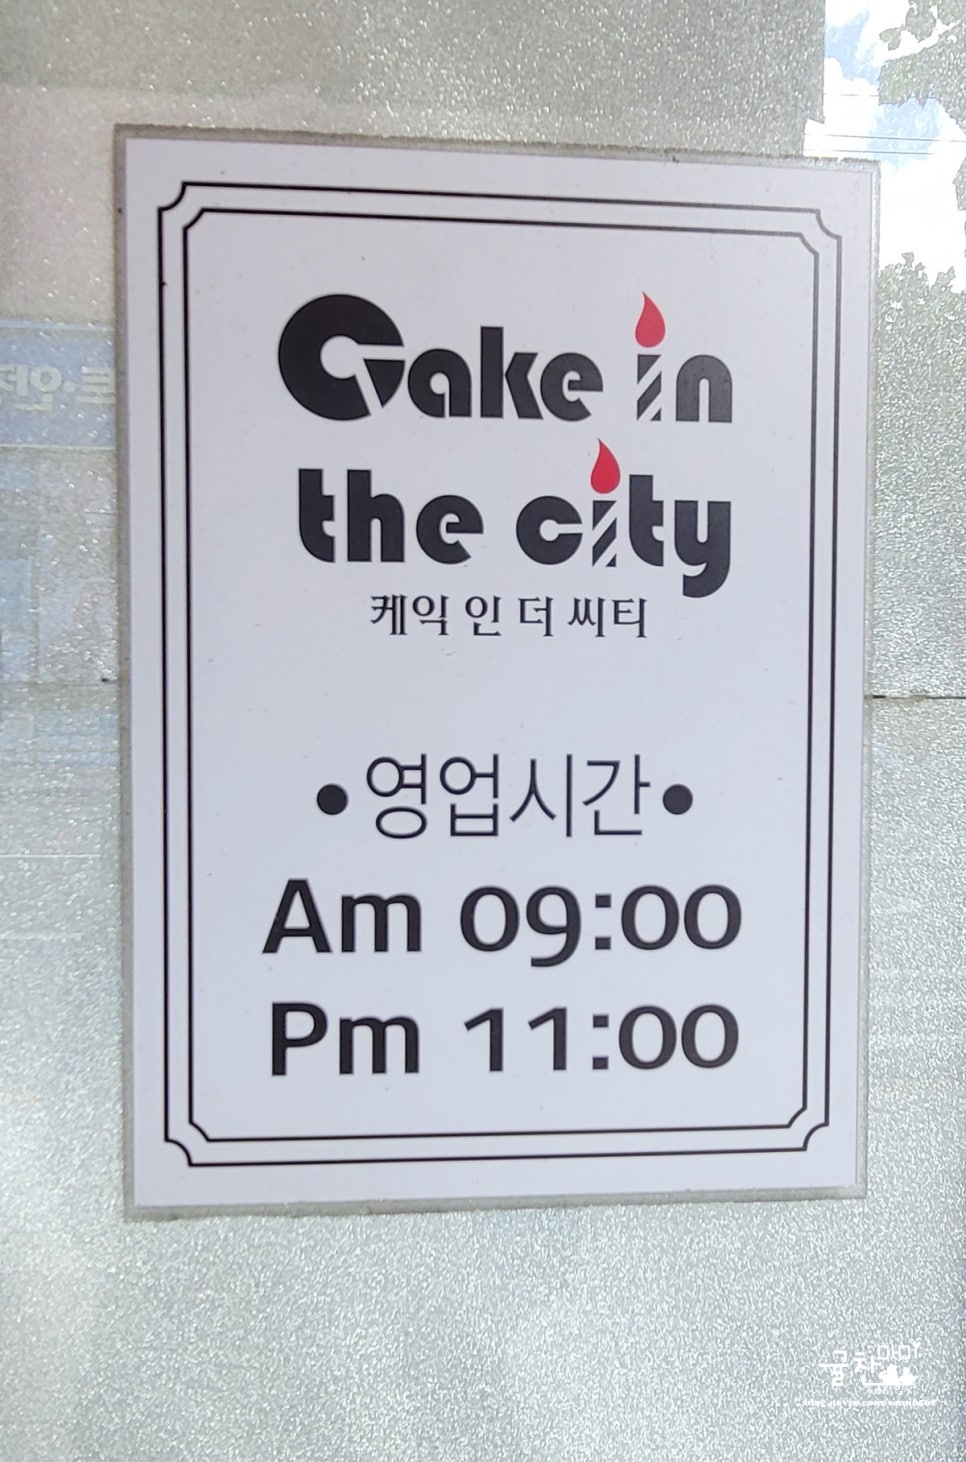 Cake in
the city
케익 인 더 씨티
•영업시간•
Am 09:00
Pm 11:00